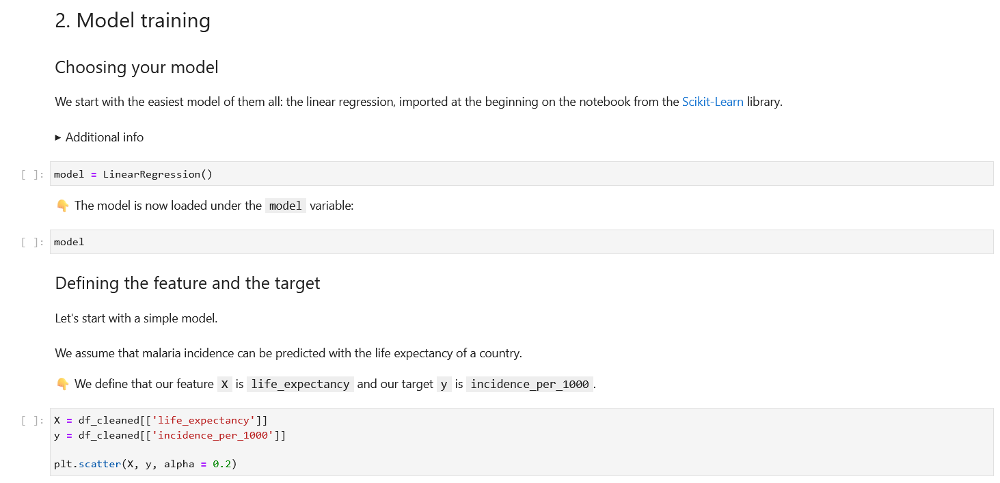 2. Model training
Choosing your model
We start with the easiest model of them all: the linear regression, imported at the beginning on the notebook from the Scikit-Learn library.
▸ Additional info
[ ]: model = LinearRegression()
👇 The model is now loaded under the model variable:
[ ]: model
Defining the feature and the target
Let's start with a simple model.
We assume that malaria incidence can be predicted with the life expectancy of a country.
👇 We define that our feature X is life_expectancy and our target y is incidence_per_1000.
[ ]: X = df_cleaned[['life_expectancy']]
y = df_cleaned[['incidence_per_1000']]
plt.scatter(X, y, alpha = 0.2)